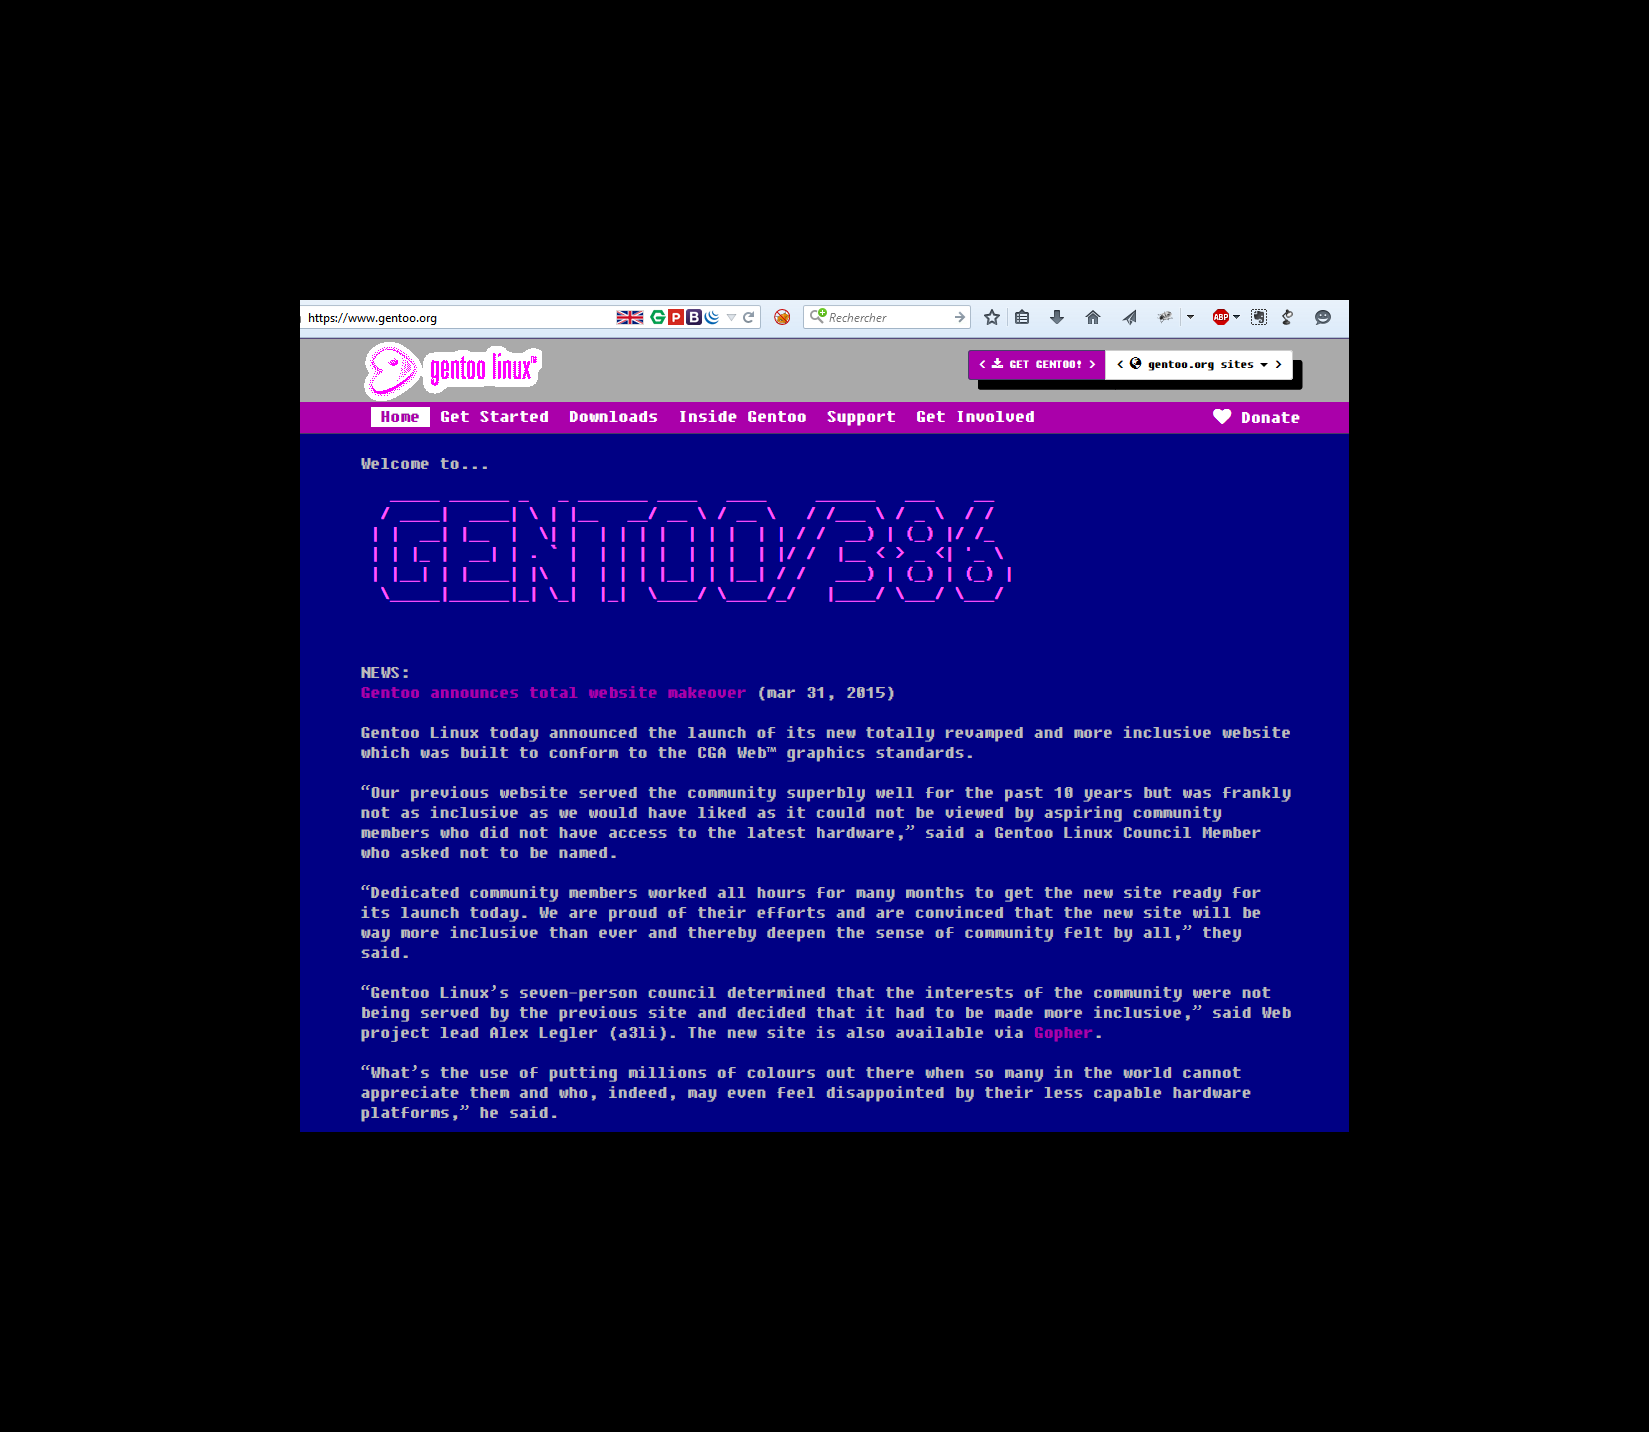 https://www.gentoo.org
Rechercher
ABP
gentoo linux™
< GET GENTOO! >
< gentoo.org sites >
Home Get Started Downloads Inside Gentoo Support Get Involved Donate
Welcome to...
GENTOO/386
NEWS:
Gentoo announces total website makeover (mar 31, 2015)
Gentoo Linux today announced the launch of its new totally revamped and more inclusive website
which was built to conform to the CGA Web™ graphics standards.
“Our previous website served the community superbly well for the past 10 years but was frankly
not as inclusive as we would have liked as it could not be viewed by aspiring community
members who did not have access to the latest hardware,” said a Gentoo Linux Council Member
who asked not to be named.
“Dedicated community members worked all hours for many months to get the new site ready for
its launch today. We are proud of their efforts and are convinced that the new site will be
way more inclusive than ever and thereby deepen the sense of community felt by all,” they
said.
“Gentoo Linux’s seven-person council determined that the interests of the community were not
being served by the previous site and decided that it had to be made more inclusive,” said Web
project lead Alex Legler (a3li). The new site is also available via Gopher.
“What’s the use of putting millions of colours out there when so many in the world cannot
appreciate them and who, indeed, may even feel disappointed by their less capable hardware
platforms,” he said.